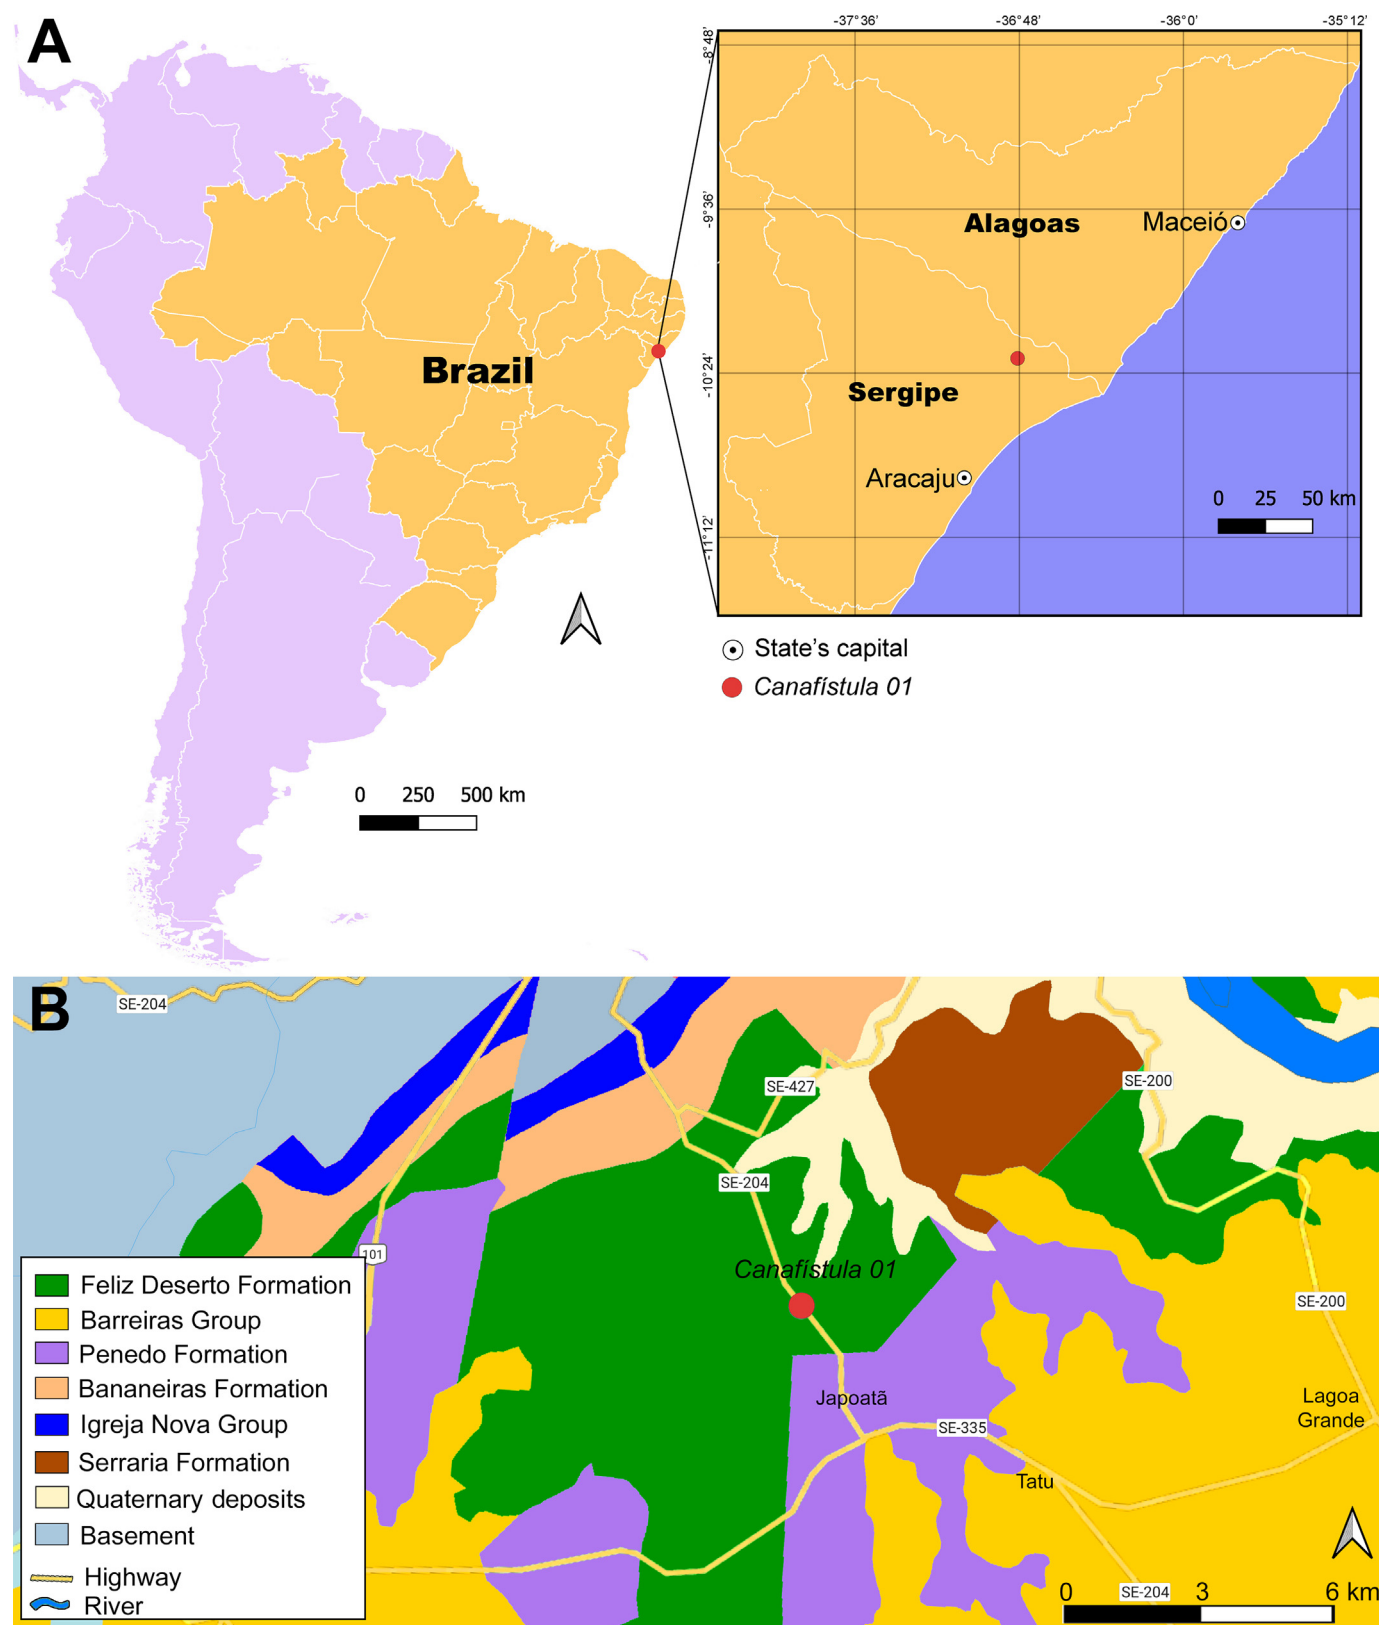 A
-37°36'
-36°48'
-36°0'
-35°12'
-8°48'
-9°36'
-10°24'
-11°12'
Alagoas
Maceió
Brazil
Sergipe
Aracaju
0 25 50 km
State's capital
Canafístula 01
0 250 500 km
B
SE-204
SE-427
SE-200
SE-204
101
Canafístula 01
SE-200
Japoatã
Lagoa
Grande
SE-335
Tatu
SE-204
0 3 6 km
Feliz Deserto Formation
Barreiras Group
Penedo Formation
Bananeiras Formation
Igreja Nova Group
Serraria Formation
Quaternary deposits
Basement
Highway
River